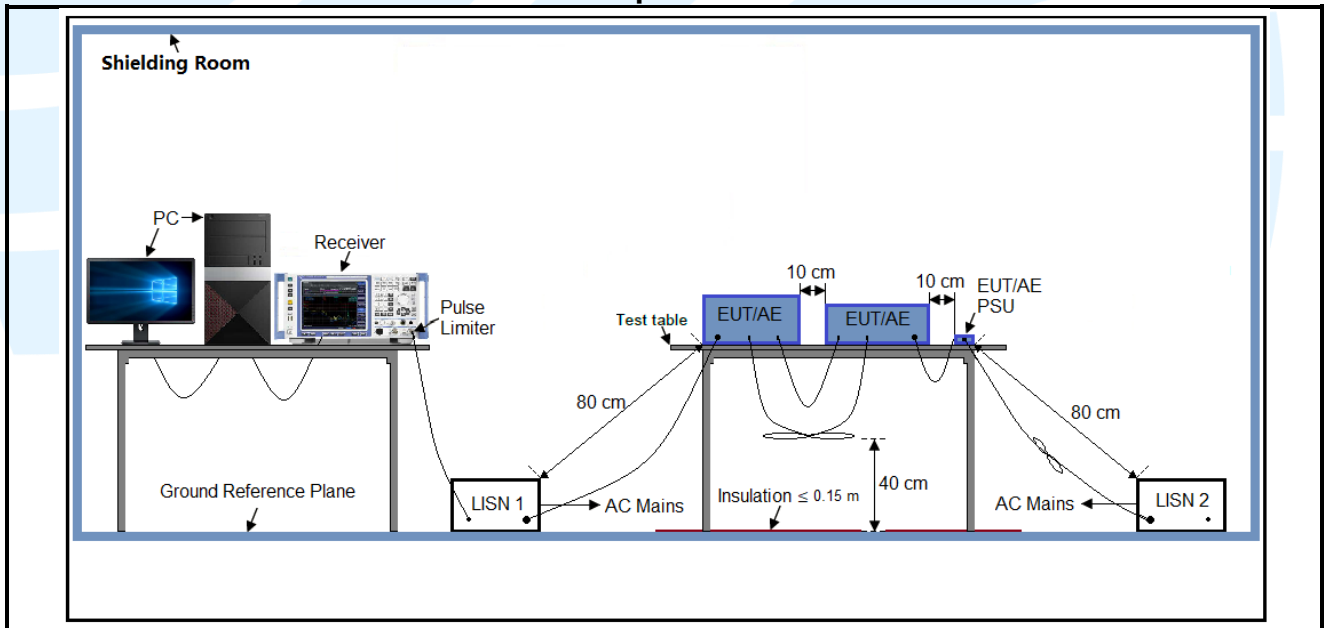 Shielding Room
PC
Receiver
Pulse
Limiter
10 cm
10 cm
EUT/AE
PSU
EUT/AE
EUT/AE
Test table
80 cm
80 cm
40 cm
Ground Reference Plane
LISN 1
AC Mains
Insulation ≤ 0.15 m
AC Mains
LISN 2